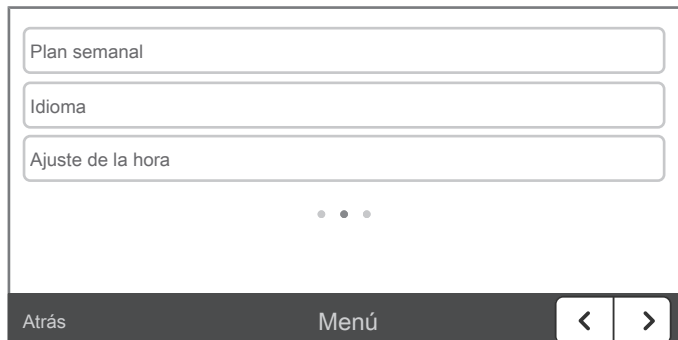 Plan semanal
Idioma
Ajuste de la hora
Atrás
Menú